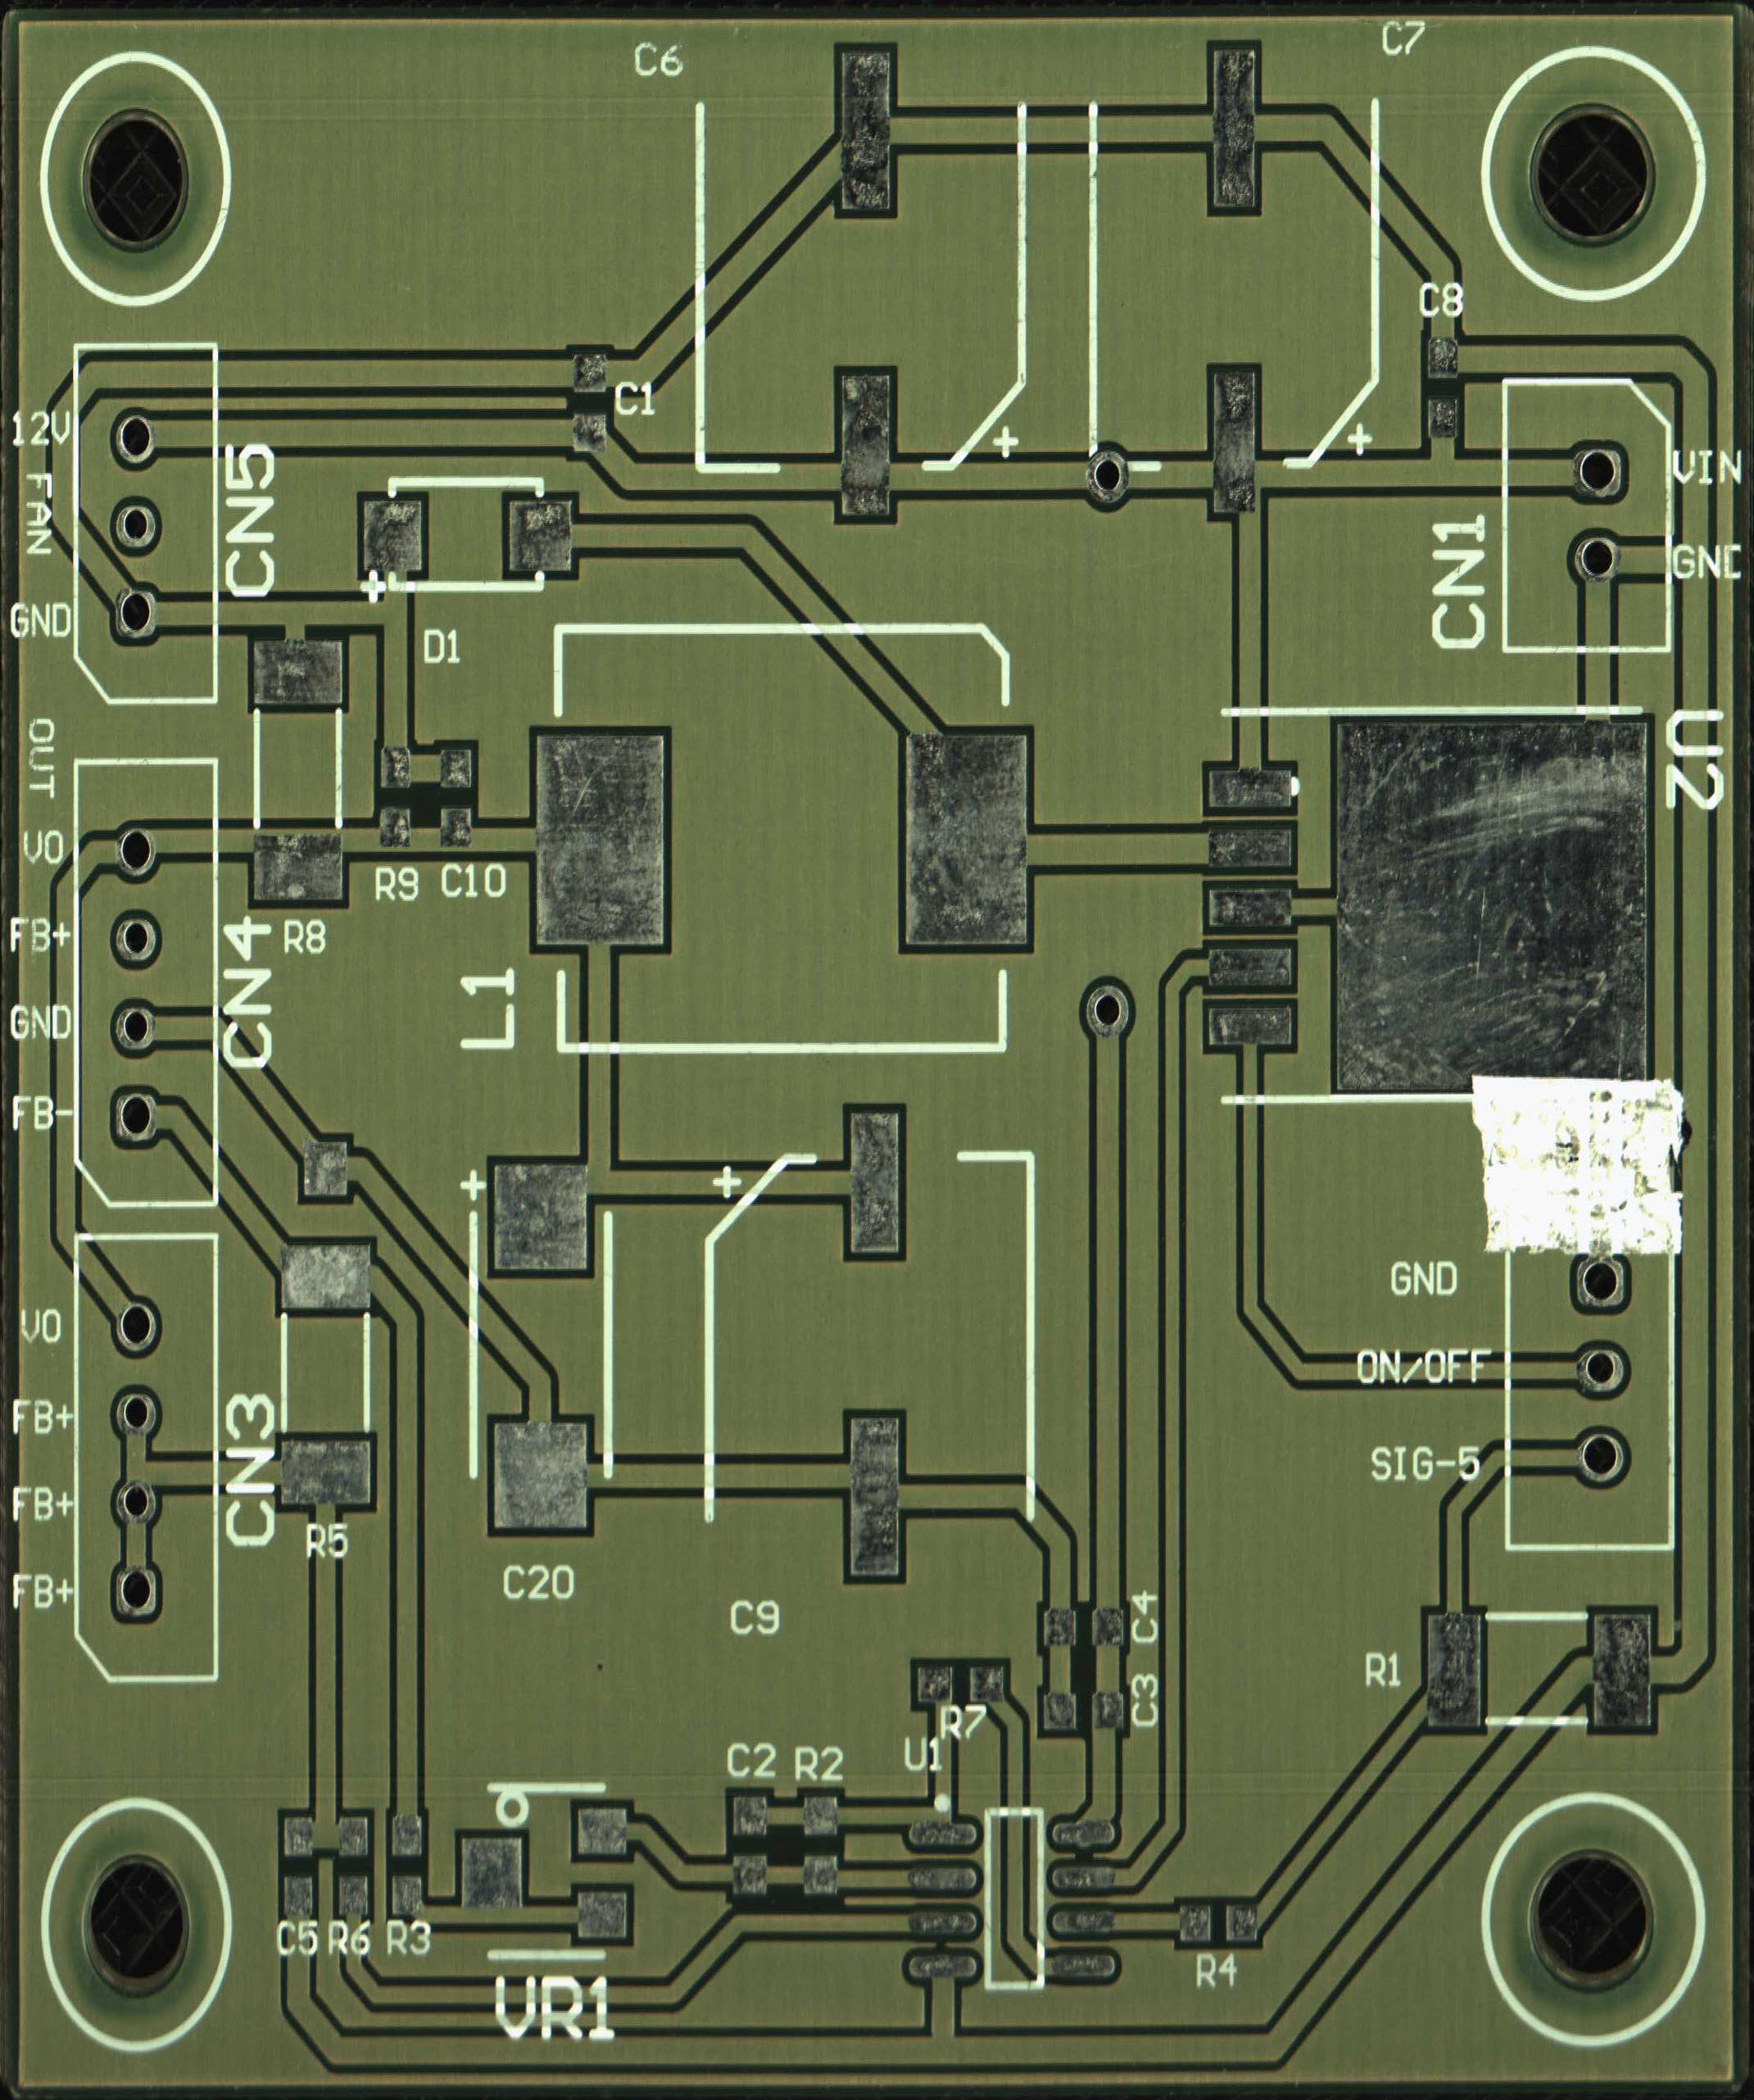 C6
C7
C8
C1
12V
FAN
CN5
VIN
GND
CN1
GND
D1
OUT
U2
VO
R9
C10
FB+
R8
CN4
L1
GND
FB-
GND
VO
ON/OFF
FB+
CN3
SIG-5
FB+
R5
C20
FB+
C9
C4
R1
C3
R7
U1
C2
R2
C5
R6
R3
R4
VR1